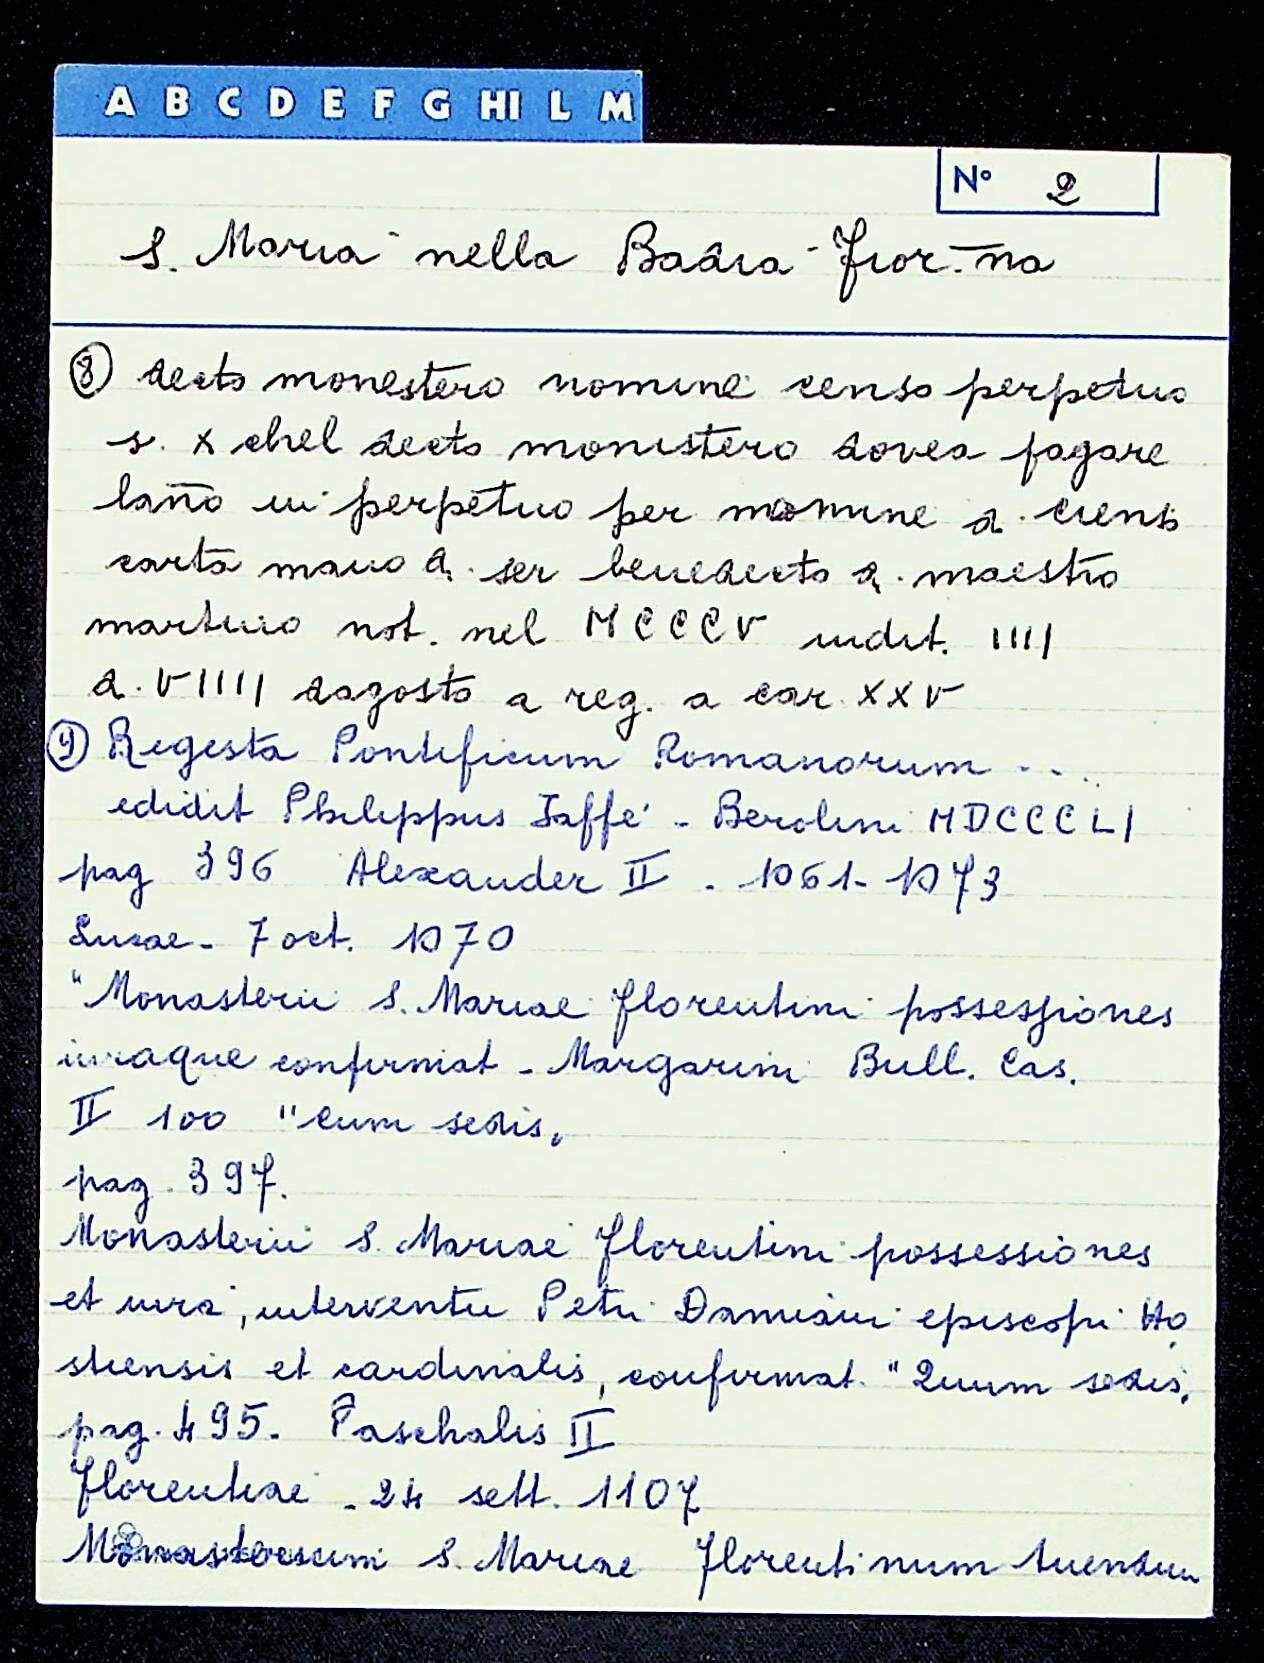 A B C D E F G HI L M
N° 2
S. Maria nella Badia Fior.na
⑧ decto monestero nomine censo perpetuo
s. x chel decto monistero dovea pagare
laño in perpetuo per nomine d. ciens
carta mano d. ser benedecto d. maestro
martino not. nel MCCCV indit. IIII
d. VIIII dagosto a reg. a car. XXV
⑨ Regesta Pontificum Romanorum ...
edidit Philippus Jaffé - Berolini MDCCCLI
pag 396 Alexander II - 1061-1073
Lucae - 7 oct. 1070
"Monasterii S. Mariae florentini possessiones
iuraque confirmat - Margarini Bull. Cas.
II 100 "Cum sedis„
pag. 397.
Monasterii S. Mariae florentini possessiones
et iura, interventu Petri Damiani episcopi Ho
stiensis et cardinalis, confirmat. "Quum sedis„
pag. 495. Paschalis II
Florentiae - 24 sett. 1107
Monasterium S. Mariae Florentinum tuendum